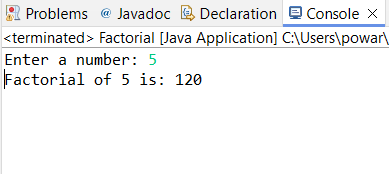 Problems @ Javadoc Declaration Console ×
<terminated> Factorial [Java Application] C:\Users\powar\
Enter a number: 5
Factorial of 5 is: 120